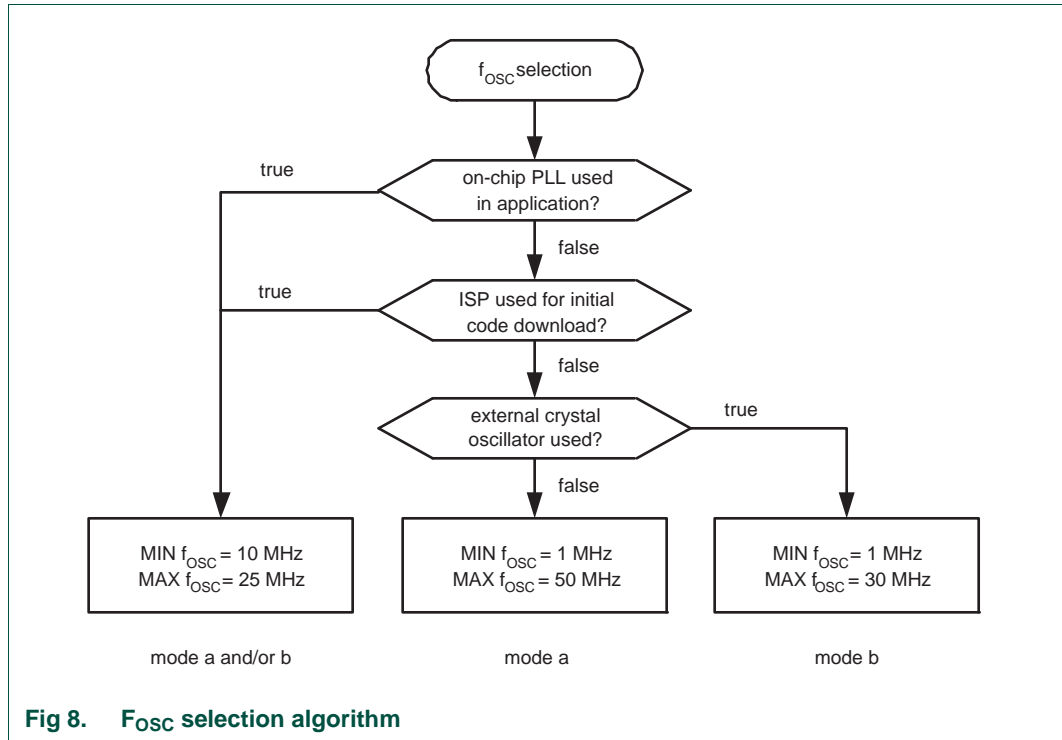 fOSC selection
true
on-chip PLL used
in application?
false
true
ISP used for initial
code download?
false
external crystal
oscillator used?
true
false
MIN fOSC = 10 MHz
MAX fOSC = 25 MHz
MIN fOSC = 1 MHz
MAX fOSC = 50 MHz
MIN fOSC = 1 MHz
MAX fOSC = 30 MHz
mode a and/or b
mode a
mode b
Fig 8. FOSC selection algorithm